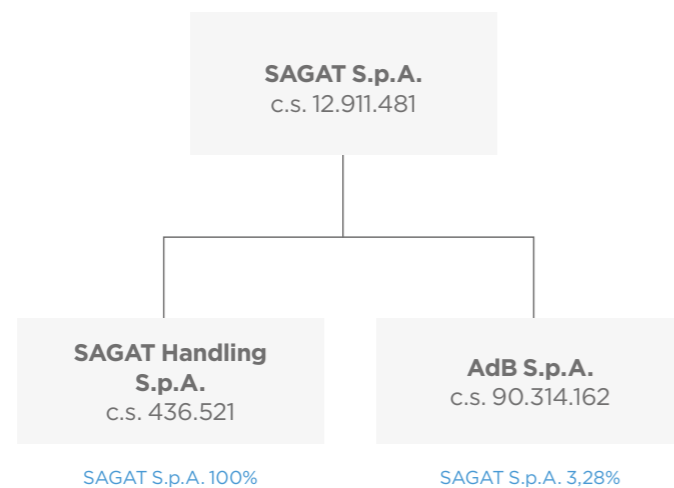 SAGAT S.p.A.
c.s. 12.911.481
SAGAT Handling
S.p.A.
c.s. 436.521
SAGAT S.p.A. 100%
AdB S.p.A.
c.s. 90.314.162
SAGAT S.p.A. 3,28%